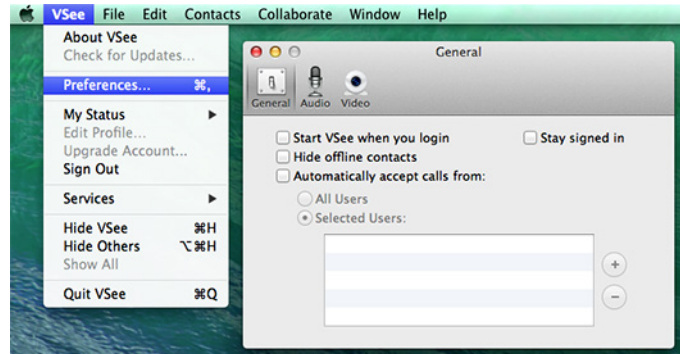 VSee File Edit Contacts Collaborate Window Help
About VSee
Check for Updates...
Preferences... ⌘,
My Status ▶
Edit Profile...
Upgrade Account...
Sign Out
Services ▶
Hide VSee ⌘H
Hide Others ⌥⌘H
Show All
Quit VSee ⌘Q
General
General Audio Video
Start VSee when you login
Stay signed in
Hide offline contacts
Automatically accept calls from:
All Users
Selected Users: